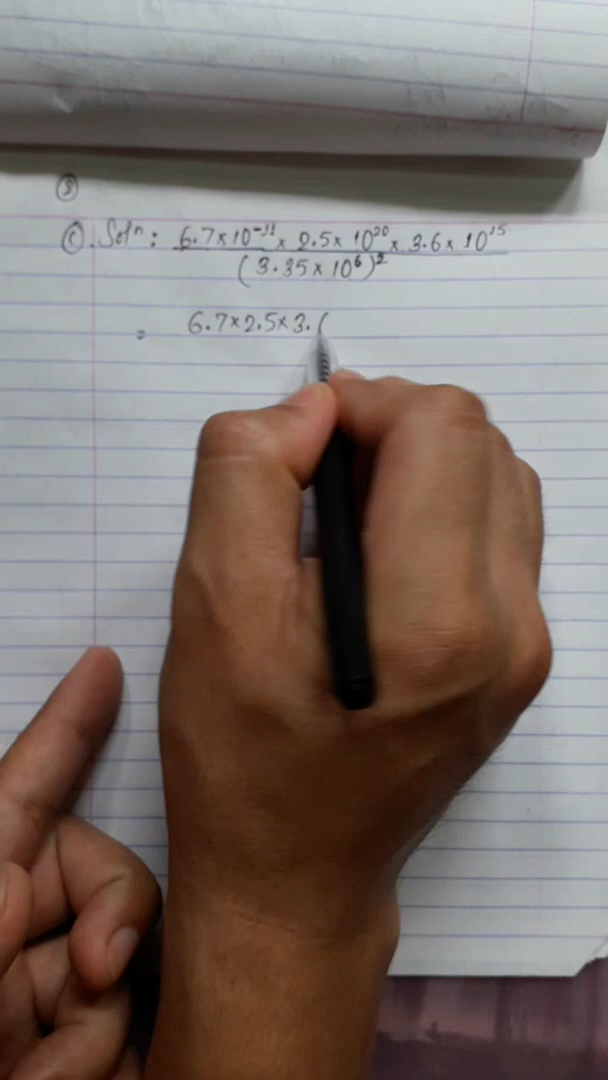 8
c. Solⁿ: 6.7×10⁻¹¹ × 2.5×10²⁰ × 3.6×10¹⁵
(3.35×10⁶)²
= 6.7×2.5×3.